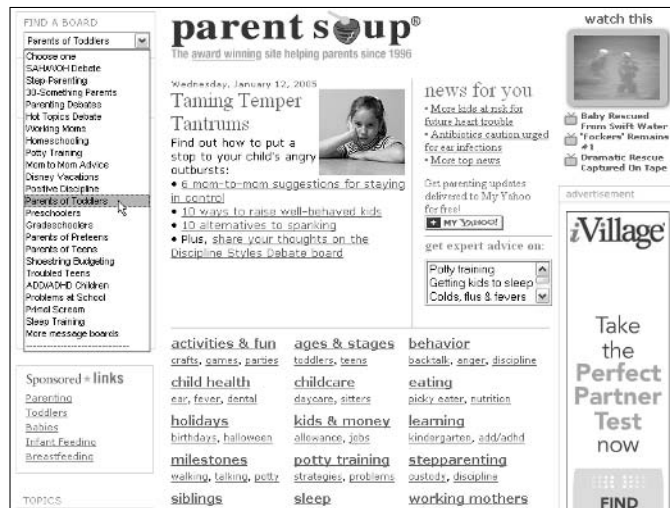 FIND A BOARD
Parents of Toddlers
Choose one
SAHM/WOH Debate
Step-Parenting
30-Something Parents
Parenting Debates
Hot Topics Debate
Working Moms
Homeschooling
Potty Training
Mom to Mom Advice
Disney Vacations
Positive Discipline
Parents of Toddlers
Preschoolers
Gradeschoolers
Parents of Preteens
Parents of Teens
Shoestring Budgeting
Troubled Teens
ADD/ADHD Children
Problems at School
Primal Scream
Sleep Training
More message boards
------------------------------
Sponsored links
Parenting
Toddlers
Babies
Infant Feeding
Breastfeeding
TOPICS
parent soup®
The award winning site helping parents since 1996
Wednesday, January 12, 2005
Taming Temper
Tantrums
Find out how to put a
stop to your child's angry
outbursts:
• 6 mom-to-mom suggestions for staying
in control
• 10 ways to raise well-behaved kids
• 10 alternatives to spanking
• Plus, share your thoughts on the
Discipline Styles Debate board
news for you
• More kids at risk for
future heart trouble
• Antibiotics caution urged
for ear infections
• More top news
Get parenting updates
delivered to My Yahoo
for free!
+ MY YAHOO!
get expert advice on:
Potty training
Getting kids to sleep
Colds, flus & fevers
activities & fun
crafts, games, parties
ages & stages
toddlers, teens
behavior
backtalk, anger, discipline
child health
ear, fever, dental
childcare
daycare, sitters
eating
picky eater, nutrition
holidays
birthdays, halloween
kids & money
allowance, jobs
learning
kindergarten, add/adhd
milestones
walking, talking, potty
potty training
strategies, problems
stepparenting
custody, discipline
siblings
sleep
working mothers
watch this
Baby Rescued
From Swift Water
'Fockers' Remains
#1
Dramatic Rescue
Captured On Tape
advertisement
iVillage
Take
the
Perfect
Partner
Test
now
FIND